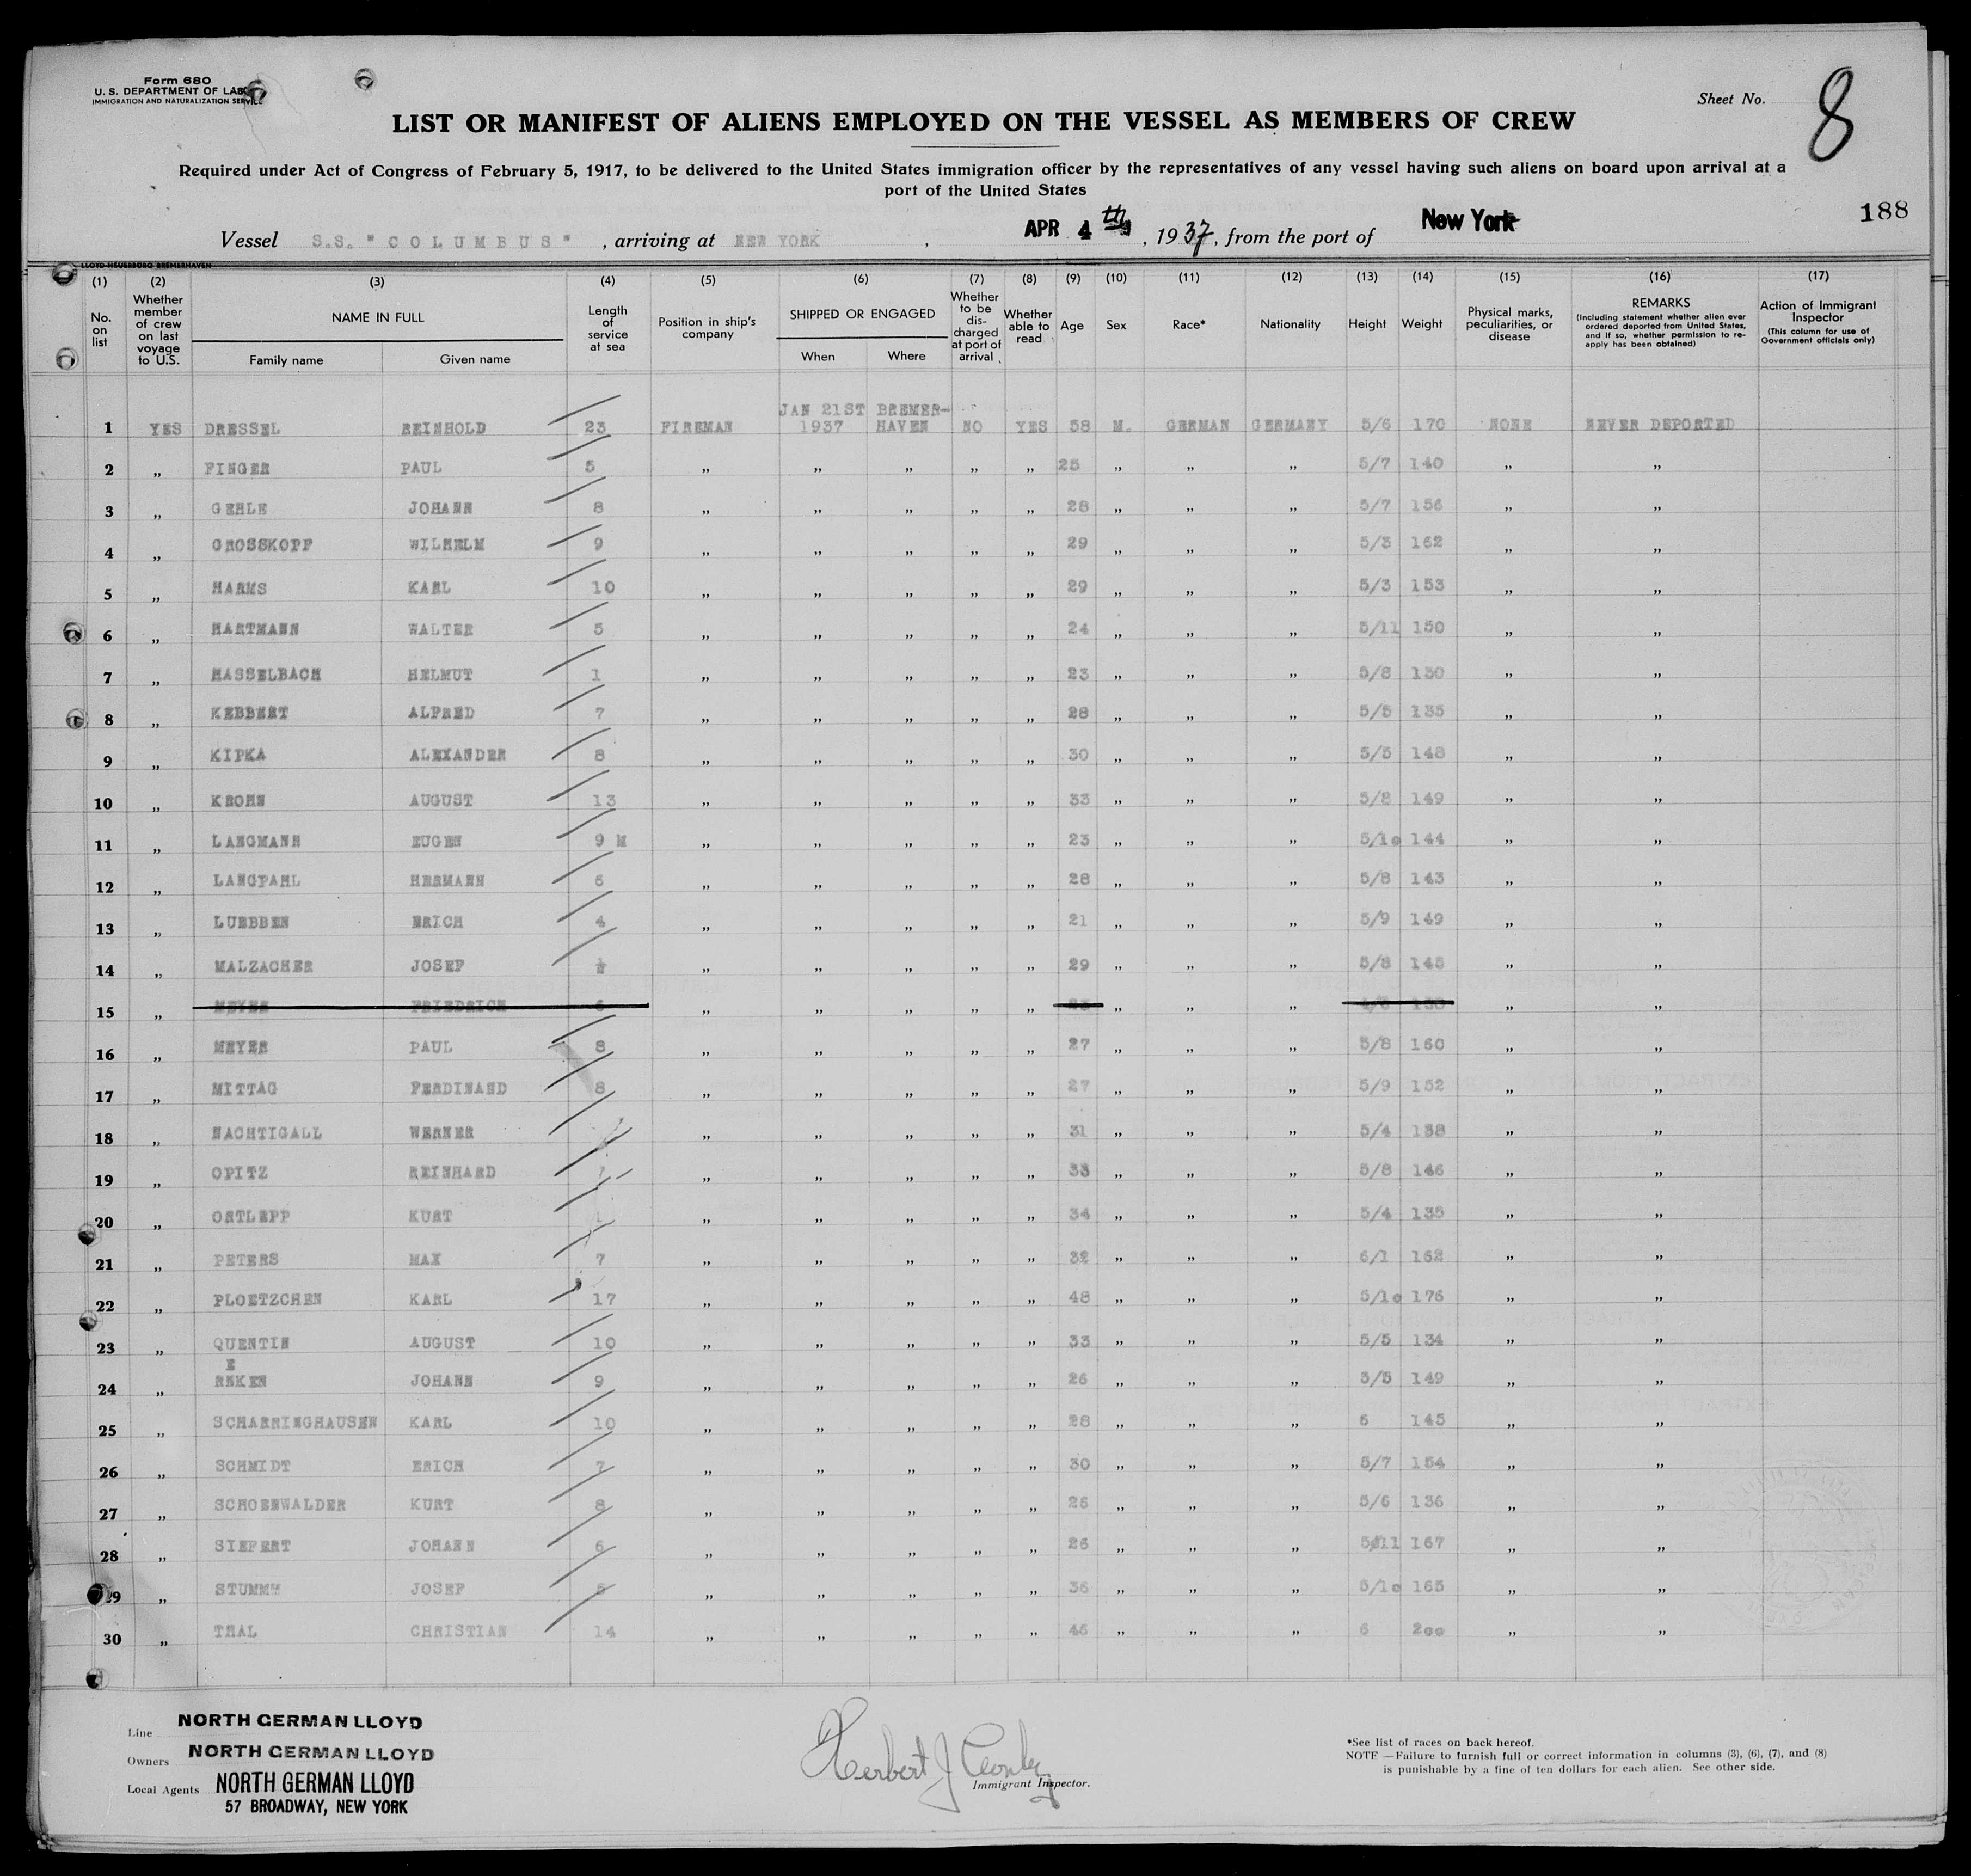 Form 680
U. S. DEPARTMENT OF LABOR
IMMIGRATION AND NATURALIZATION SERVICE
Sheet No. 8
LIST OR MANIFEST OF ALIENS EMPLOYED ON THE VESSEL AS MEMBERS OF CREW
Required under Act of Congress of February 5, 1917, to be delivered to the United States immigration officer by the representatives of any vessel having such aliens on board upon arrival at a
port of the United States
188
Vessel S.S. "COLUMBUS", arriving at NEW YORK, APR 4th, 1937, from the port of New York
LLOYD-HEUERBÜRO BREMERHAVEN
(1) (2) (3) (4) (5) (6) (7) (8) (9) (10) (11) (12) (13) (14) (15) (16) (17)
No. on list
Whether member of crew on last voyage to U.S.
NAME IN FULL
Family name Given name
Length of service at sea
Position in ship's company
SHIPPED OR ENGAGED
When Where
Whether to be discharged at port of arrival
Whether able to read
Age
Sex
Race*
Nationality
Height
Weight
Physical marks, peculiarities, or disease
REMARKS
(Including statement whether alien ever ordered deported from United States, and if so, whether permission to re-apply has been obtained)
Action of Immigrant Inspector
(This column for use of Government officials only)
1 YES DRESSEL REINHOLD 23 FIREMAN JAN 21ST 1937 BREMER-HAVEN NO YES 58 M. GERMAN GERMANY 5/6 170 NONE NEVER DEPORTED
2 „ FINGER PAUL 5 „ „ „ „ „ 25 „ „ „ 5/7 140 „ „
3 „ GEHLE JOHANN 8 „ „ „ „ „ 28 „ „ „ 5/7 156 „ „
4 „ GROSSKOPF WILHELM 9 „ „ „ „ „ 29 „ „ „ 5/3 162 „ „
5 „ HARMS KARL 10 „ „ „ „ „ 29 „ „ „ 5/3 153 „ „
6 „ HARTMANN WALTER 5 „ „ „ „ „ 24 „ „ „ 5/11 150 „ „
7 „ HASSELBACH HELMUT 1 „ „ „ „ „ 23 „ „ „ 5/8 130 „ „
8 „ KEBBERT ALFRED 7 „ „ „ „ „ 28 „ „ „ 5/5 135 „ „
9 „ KIPKA ALEXANDER 8 „ „ „ „ „ 30 „ „ „ 5/5 148 „ „
10 „ KROHN AUGUST 13 „ „ „ „ „ 33 „ „ „ 5/8 149 „ „
11 „ LANGMANN EUGEN 9 M „ „ „ „ „ 23 „ „ „ 5/10 144 „ „
12 „ LANGPAHL HERMANN 6 „ „ „ „ „ 28 „ „ „ 5/8 143 „ „
13 „ LUEBBEN ERICH 4 „ „ „ „ „ 21 „ „ „ 5/9 149 „ „
14 „ MALZACHER JOSEF „ „ „ „ „ 29 „ „ „ 5/8 145 „ „
15 „ MEYER FRIEDRICH 6 „ „ „ „ „ „ „ „ „ „
16 „ MEYER PAUL 8 „ „ „ „ „ 27 „ „ „ 5/8 160 „ „
17 „ MITTAG FERDINAND 8 „ „ „ „ „ 27 „ „ „ 5/9 152 „ „
18 „ NACHTIGALL WERNER „ „ „ „ „ 31 „ „ „ 5/4 138 „ „
19 „ OPITZ REINHARD „ „ „ „ „ 33 „ „ „ 5/8 146 „ „
20 „ ORTLEPP KURT 1 „ „ „ „ „ 34 „ „ „ 5/4 135 „ „
21 „ PETERS MAX 7 „ „ „ „ „ 32 „ „ „ 6/1 162 „ „
22 „ PLOETZCHEN KARL 17 „ „ „ „ „ 48 „ „ „ 5/10 176 „ „
23 „ QUENTIN AUGUST 10 „ „ „ „ „ 33 „ „ „ 5/5 134 „ „
E
24 „ RNKEN JOHANN 9 „ „ „ „ „ 26 „ „ „ 5/5 149 „ „
25 „ SCHARRINGHAUSEN KARL 10 „ „ „ „ „ 28 „ „ „ 6 145 „ „
26 „ SCHMIDT ERICH 7 „ „ „ „ „ 30 „ „ „ 5/7 154 „ „
27 „ SCHOENWALDER KURT 8 „ „ „ „ „ 26 „ „ „ 5/6 136 „ „
28 „ SIEFERT JOHANN 6 „ „ „ „ „ 26 „ „ „ 5/11 167 „ „
29 „ STUMMM JOSEF „ „ „ „ „ 36 „ „ „ 5/10 165 „ „
30 „ THAL CHRISTIAN 14 „ „ „ „ „ 46 „ „ „ 6 200 „ „
Line NORTH GERMAN LLOYD
Owners NORTH GERMAN LLOYD
Local Agents NORTH GERMAN LLOYD
57 BROADWAY, NEW YORK
Herbert J
Immigrant Inspector.
*See list of races on back hereof.
NOTE —Failure to furnish full or correct information in columns (3), (6), (7), and (8)
is punishable by a fine of ten dollars for each alien. See other side.